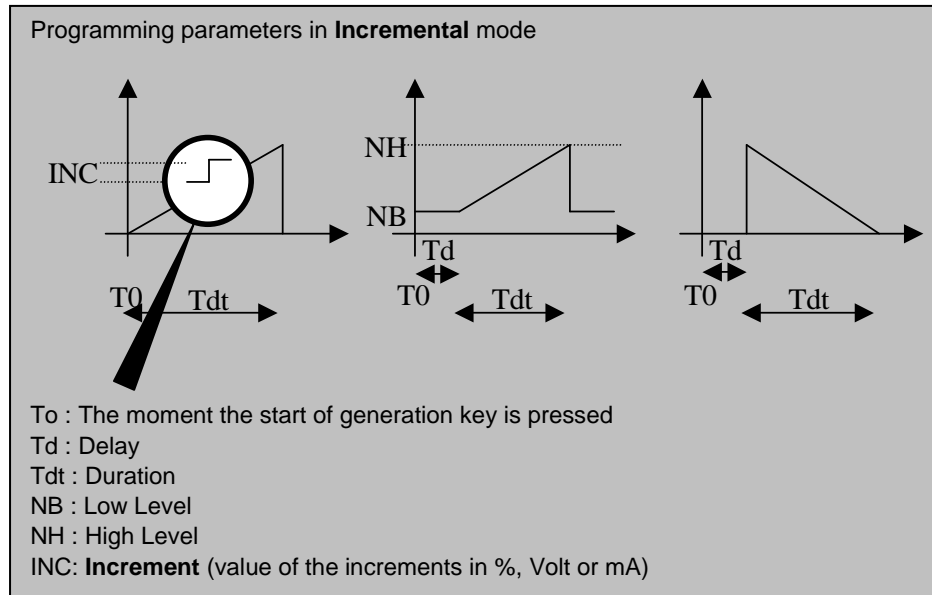 Programming parameters in Incremental mode
INC
T0
Tdt
NH
NB
Td
T0
Tdt
Td
T0
Tdt
To : The moment the start of generation key is pressed
Td : Delay
Tdt : Duration
NB : Low Level
NH : High Level
INC: Increment (value of the increments in %, Volt or mA)